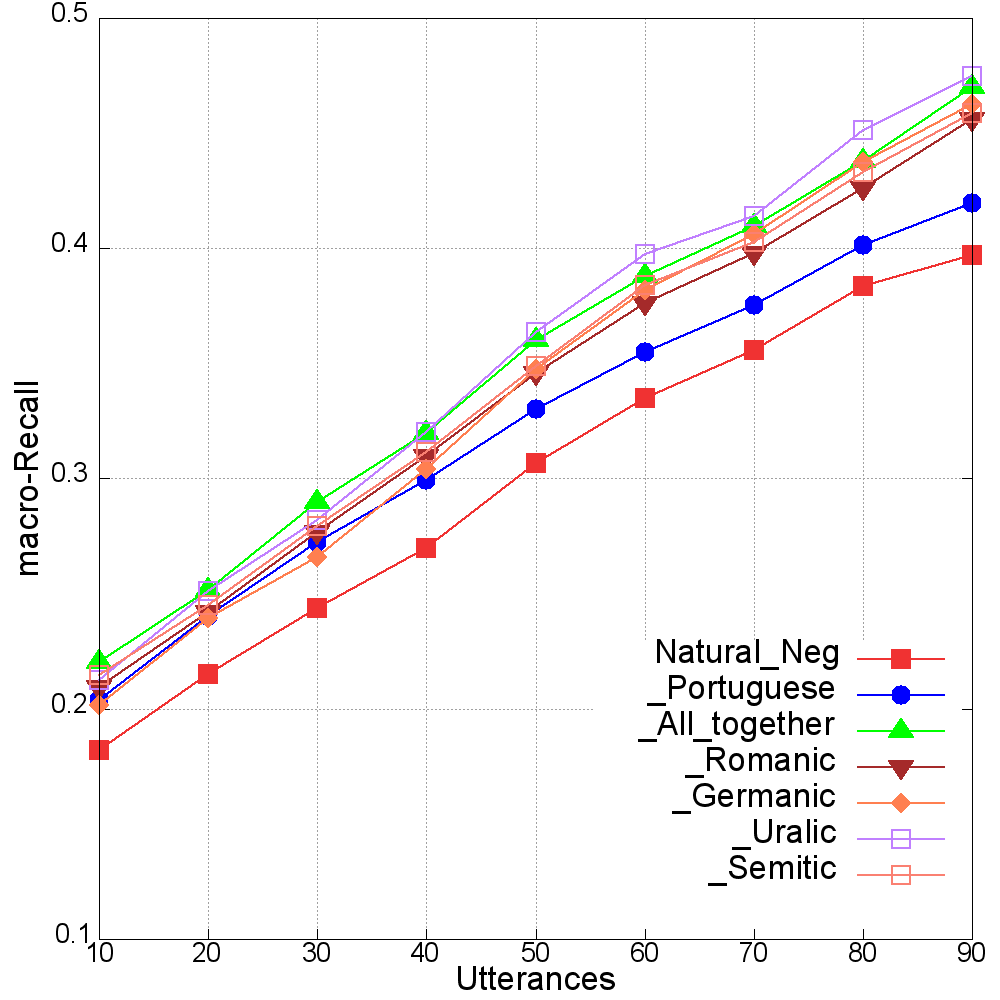 0.5
0.4
0.3
0.2
0.1
macro-Recall
Natural_Neg
_Portuguese
_All_together
_Romanic
_Germanic
_Uralic
_Semitic
10 20 30 40 50 60 70 80 90
Utterances